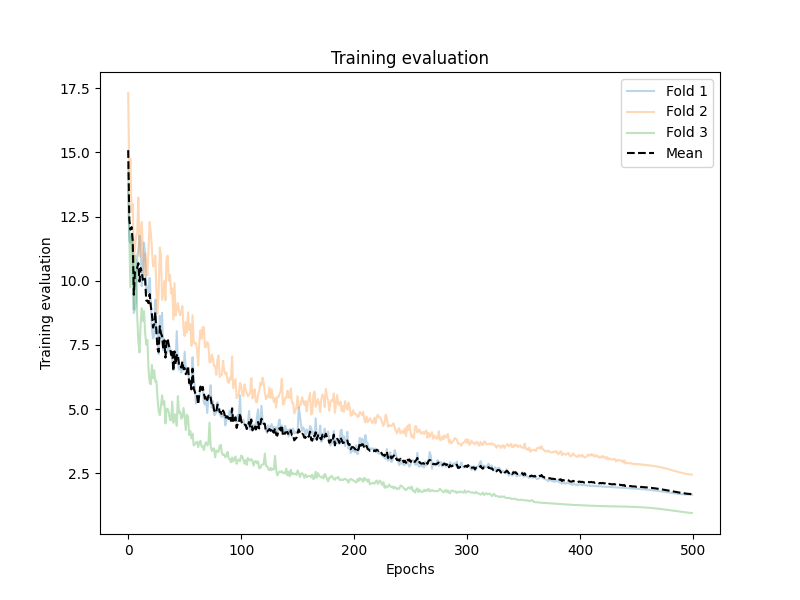 Training evaluation
17.5
15.0
12.5
10.0
7.5
5.0
2.5
Training evaluation
Fold 1
Fold 2
Fold 3
Mean
0 100 200 300 400 500
Epochs